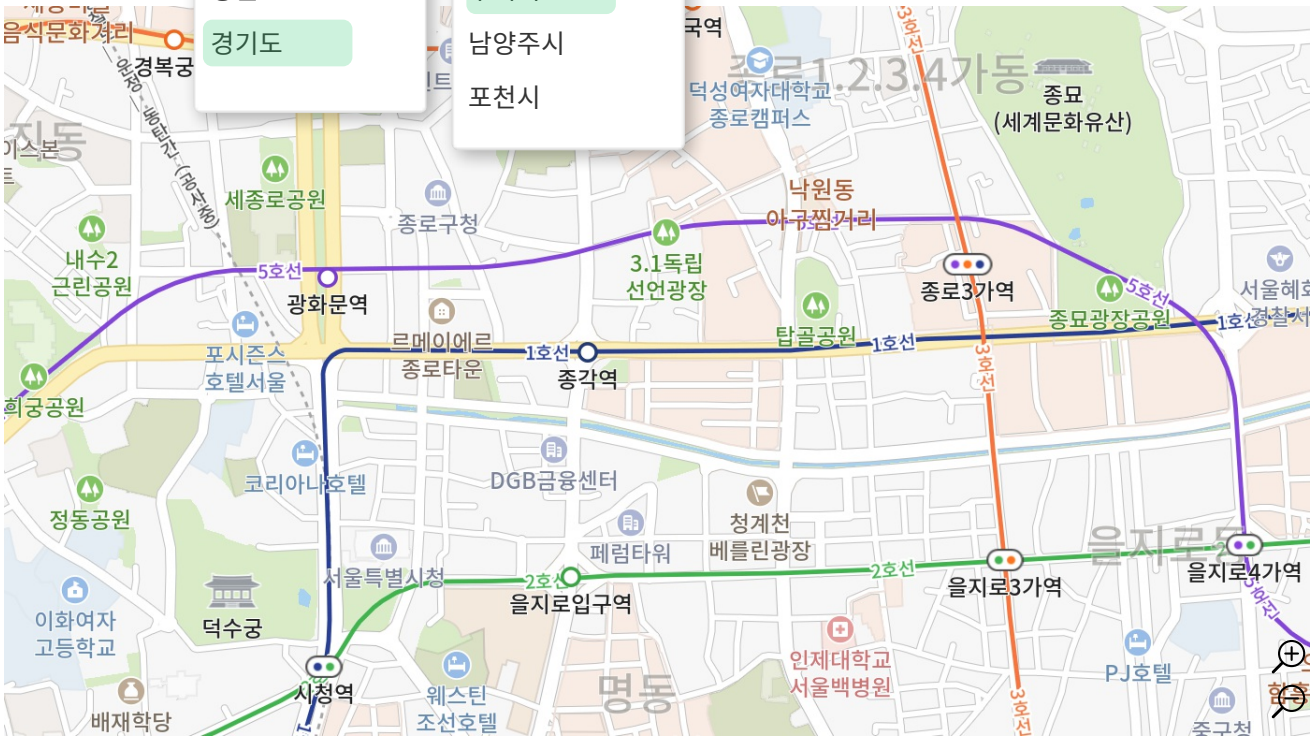 음식문화거리
국역
경기도
남양주시
경복궁
포천시
종로1.2.3.4가동
덕성여자대학교
종로캠퍼스
종묘
(세계문화유산)
3호선
운정 ― 동탄간 (공사중)
세종로공원
종로구청
낙원동
아구찜거리
내수2
근린공원
5호선
광화문역
3.1독립
선언광장
종로3가역
종묘광장공원
5호선
탑골공원
르메이에르
종로타운
포시즌스
호텔서울
1호선
종각역
1호선
3호선
희궁공원
코리아나호텔
DGB금융센터
정동공원
청계천
베를린광장
페럼타워
서울특별시청
2호선
을지로입구역
2호선
을지로3가역
을지로4가역
5호선
이화여자
고등학교
덕수궁
인제대학교
서울백병원
PJ호텔
시청역
웨스틴
조선호텔
명동
배재학당
3호선
중구청